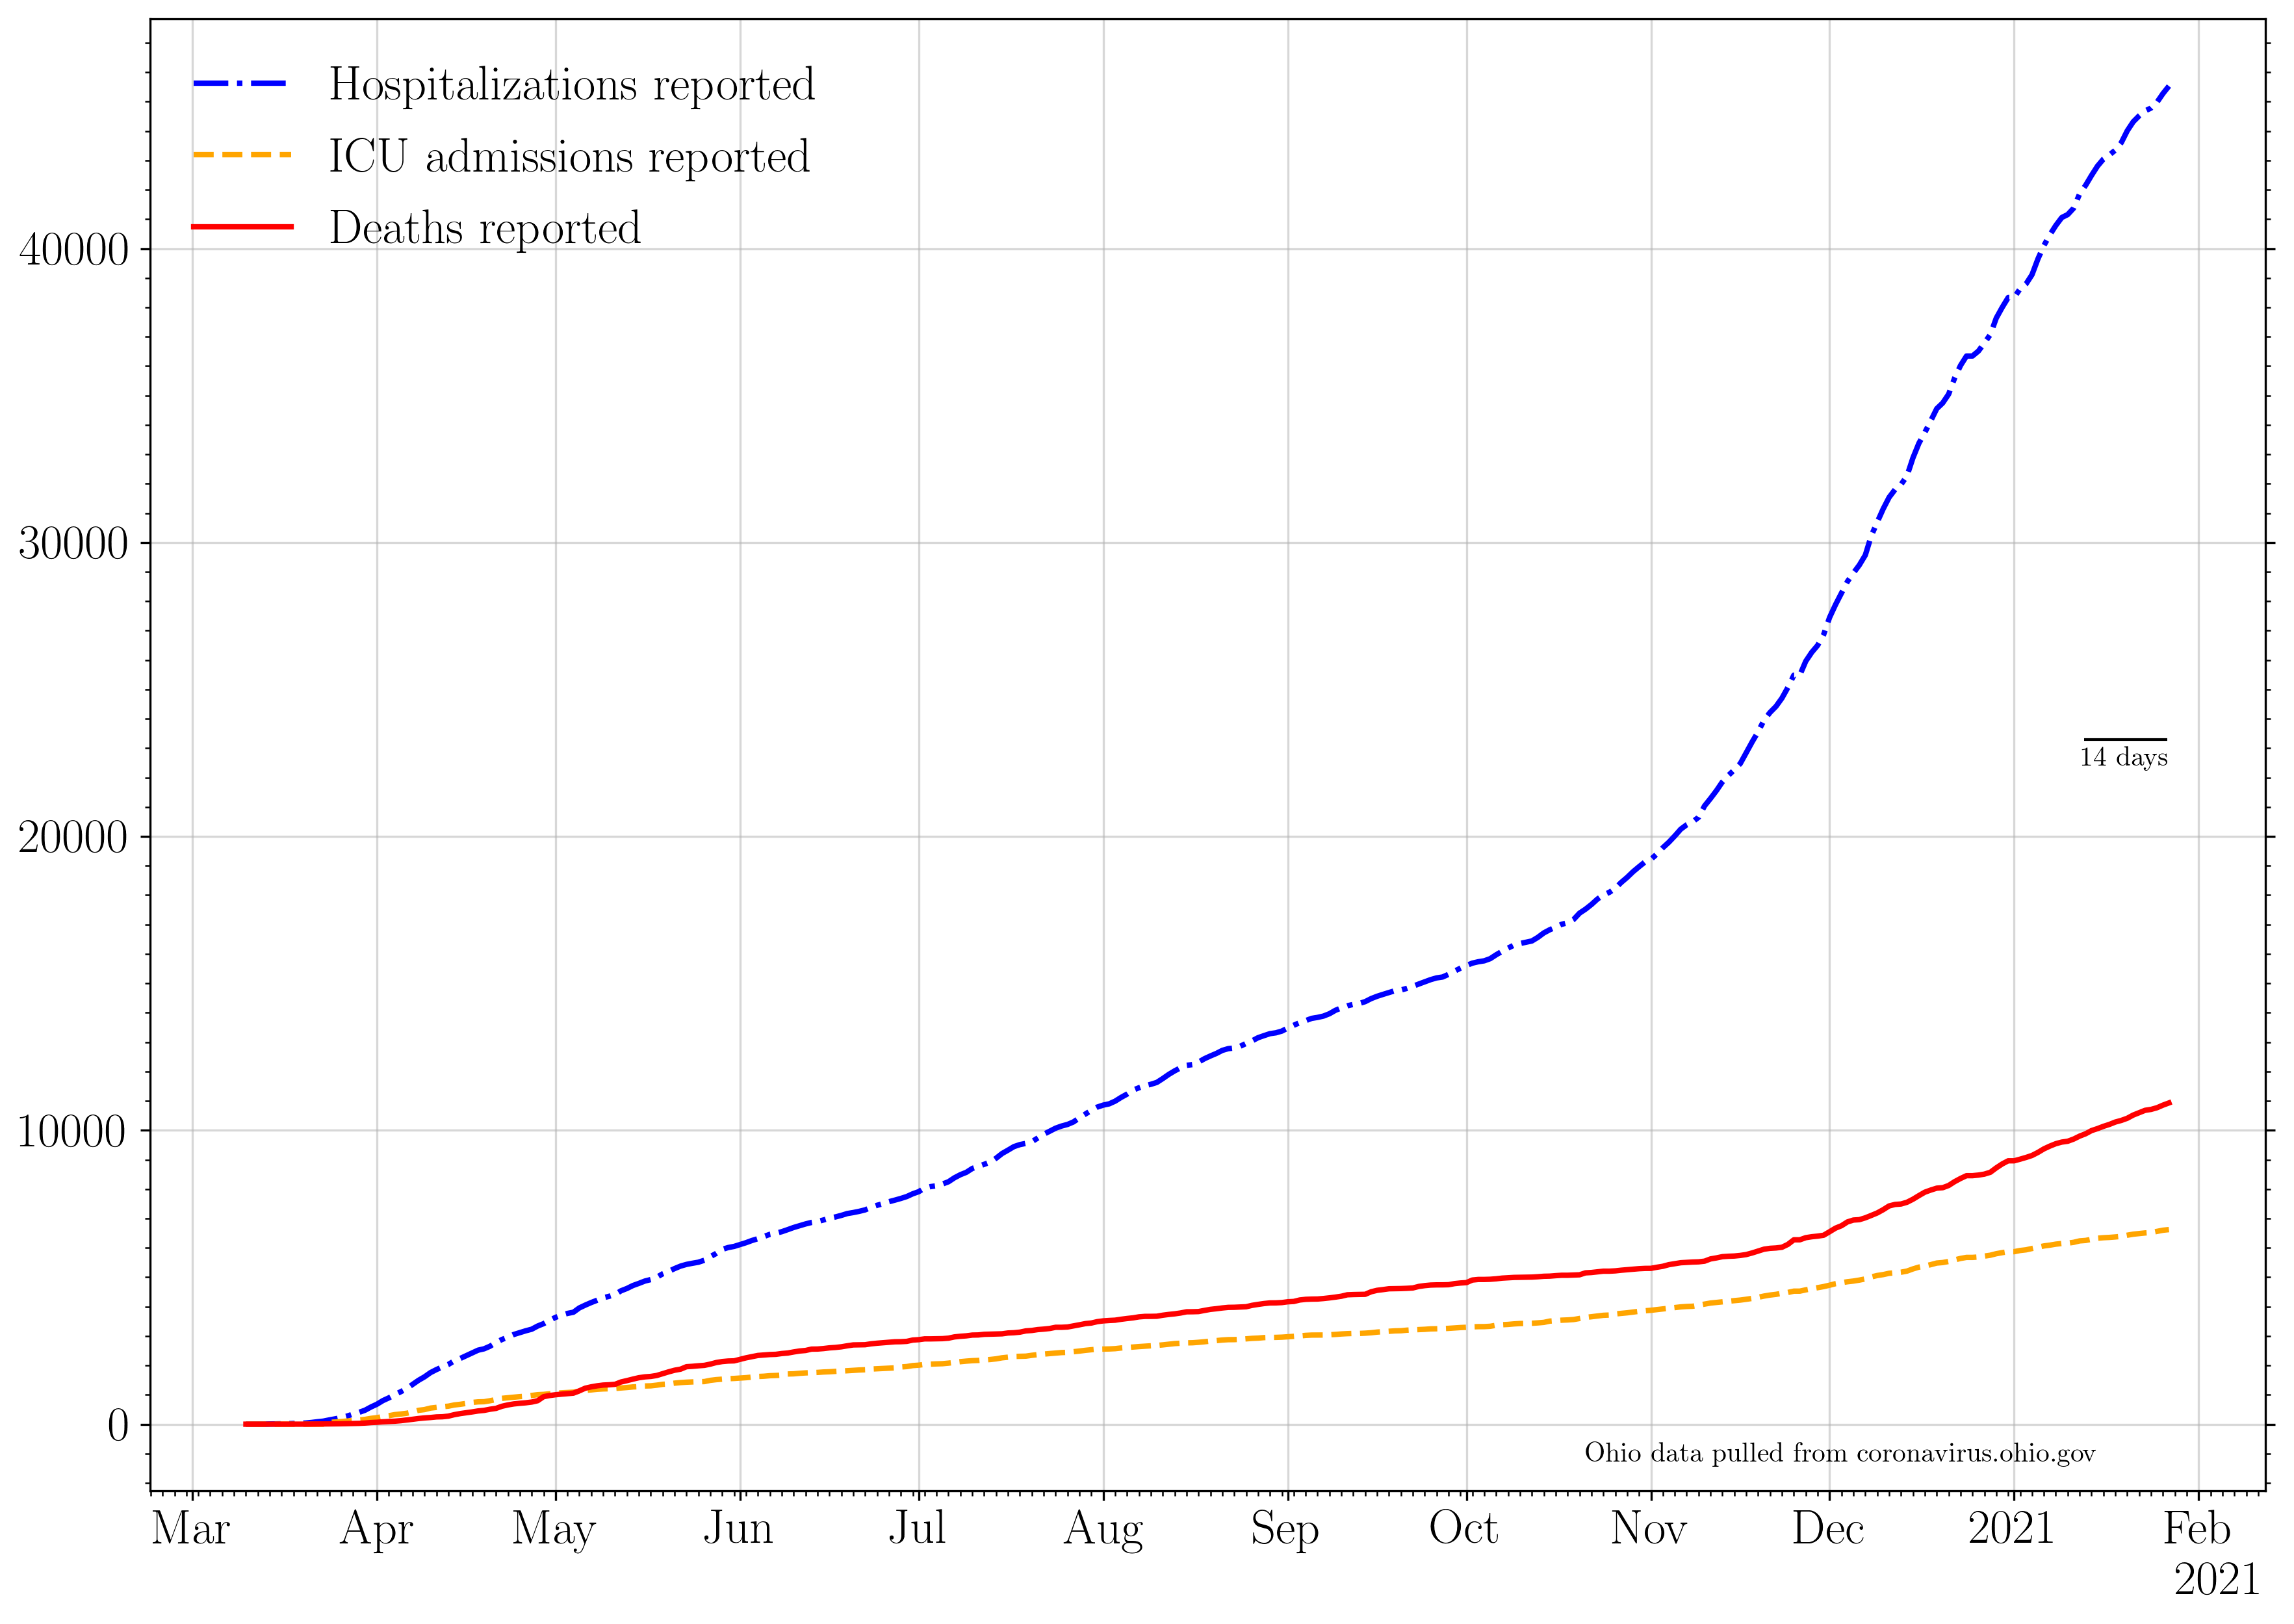 Hospitalizations reported
ICU admissions reported
Deaths reported
40000
30000
20000
10000
0
14 days
Ohio data pulled from coronavirus.ohio.gov
Mar Apr May Jun Jul Aug Sep Oct Nov Dec 2021 Feb
2021